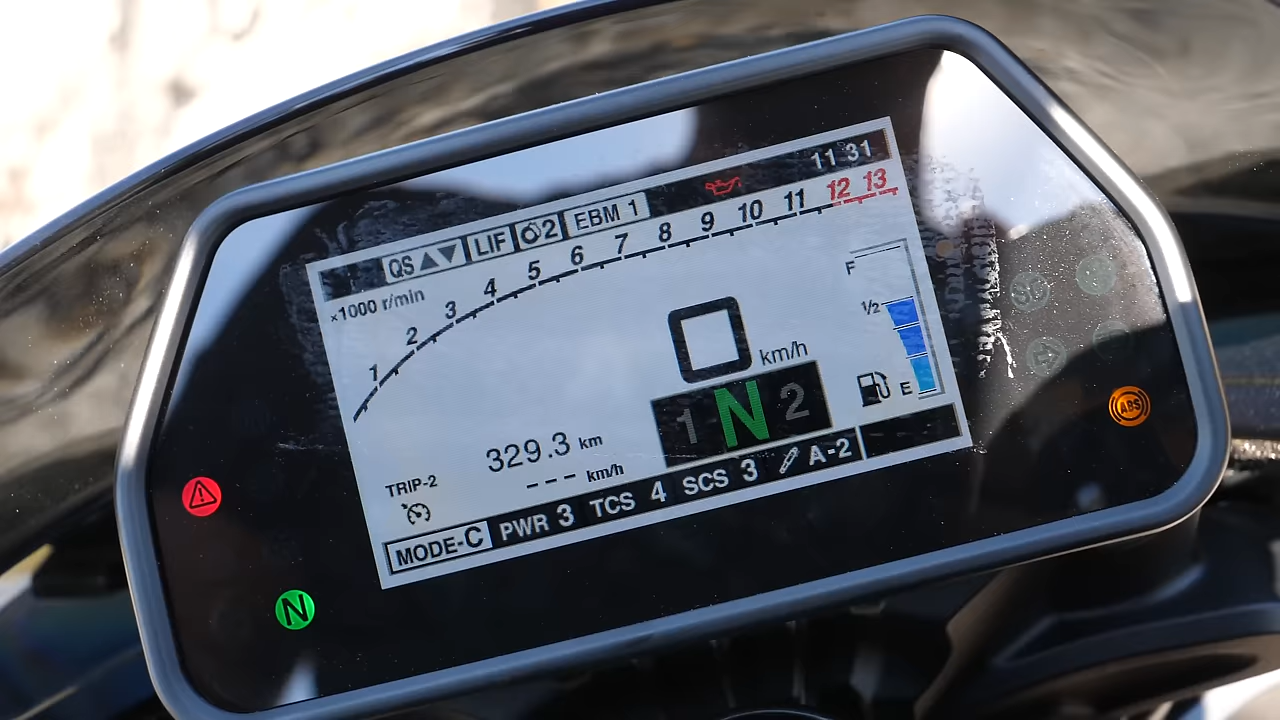 QS LIF 2 EBM 1 11 31
×1000 r/min
1 2 3 4 5 6 7 8 9 10 11 12 13
F
1/2
E
0 km/h
1 N 2
329.3 km
TRIP-2
--- km/h
MODE-C PWR 3 TCS 4 SCS 3 A-2
N
ABS